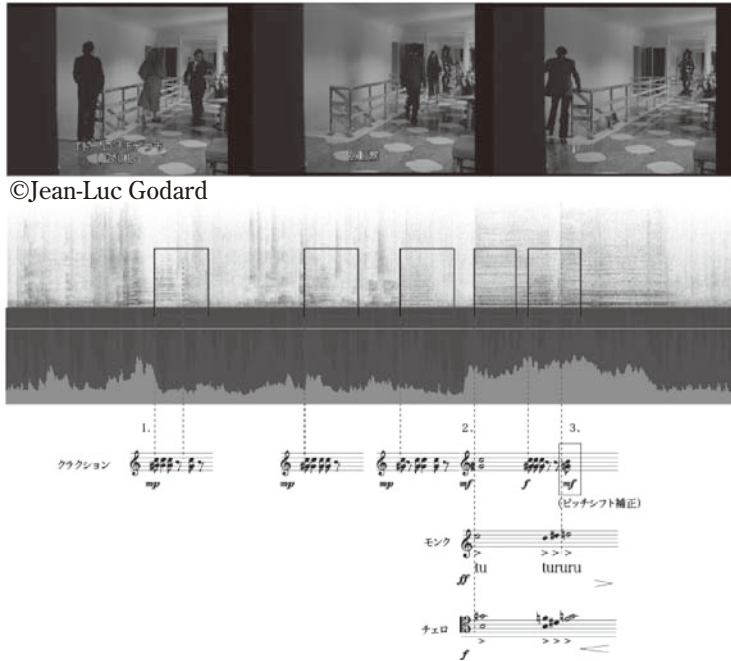 ©Jean-Luc Godard
1. 2. 3.
クラクション
mp mp mp mf f mf
(ピッチシフト補正)
モンク
> > > >
tu tururu
ff >
チェロ
> > > >
f <